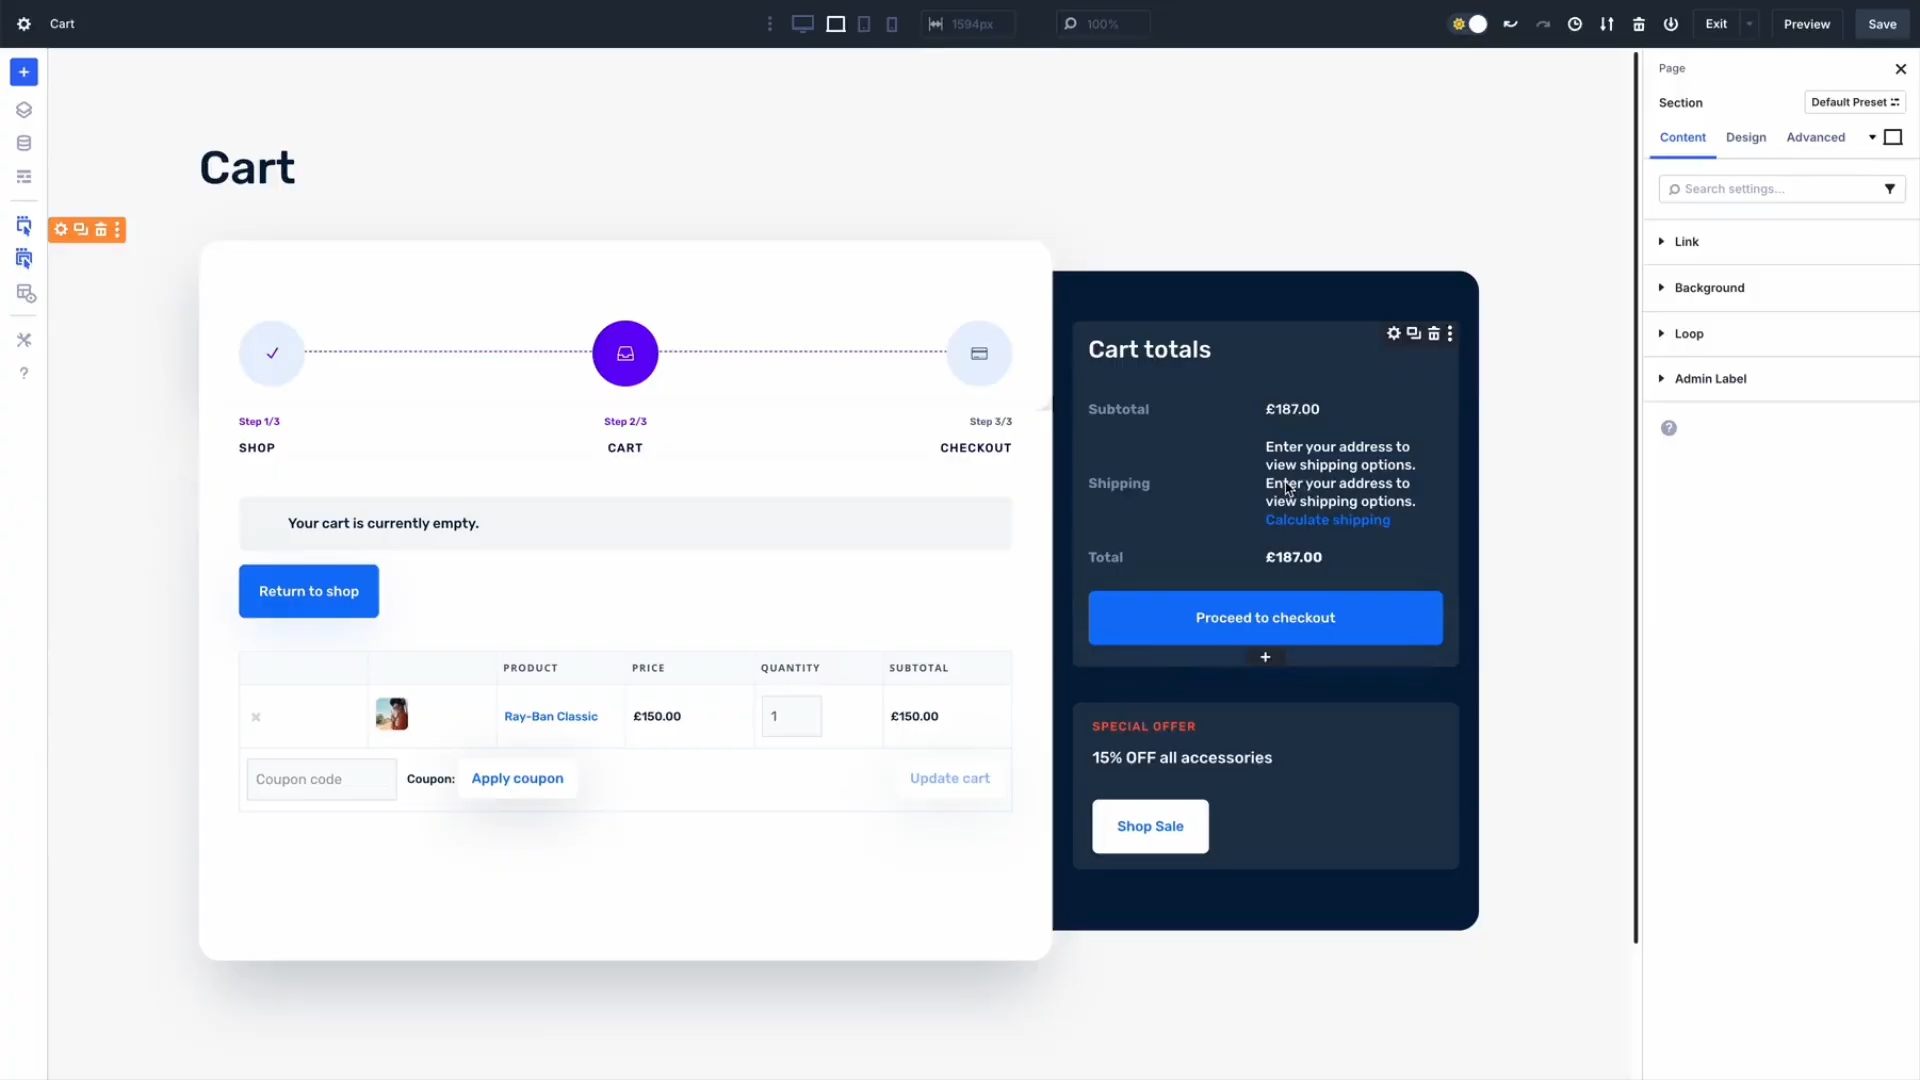 Cart
1594px
100%
Exit
Preview
Save
Page
Section
Default Preset
Content
Design
Advanced
Search settings...
Link
Background
Loop
Admin Label
?
?
Cart
Step 1/3
SHOP
Step 2/3
CART
Step 3/3
CHECKOUT
Your cart is currently empty.
Return to shop
PRODUCT
PRICE
QUANTITY
SUBTOTAL
Ray-Ban Classic
£150.00
1
£150.00
Coupon code
Coupon:
Apply coupon
Update cart
Cart totals
Subtotal
£187.00
Shipping
Enter your address to
view shipping options.
Enter your address to
view shipping options.
Calculate shipping
Total
£187.00
Proceed to checkout
SPECIAL OFFER
15% OFF all accessories
Shop Sale